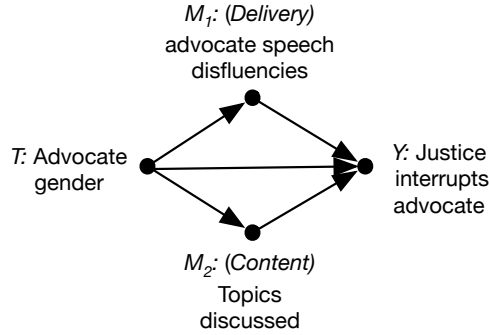 M1: (Delivery)
advocate speech
disfluencies
T: Advocate
gender
Y: Justice
interrupts
advocate
M2: (Content)
Topics
discussed